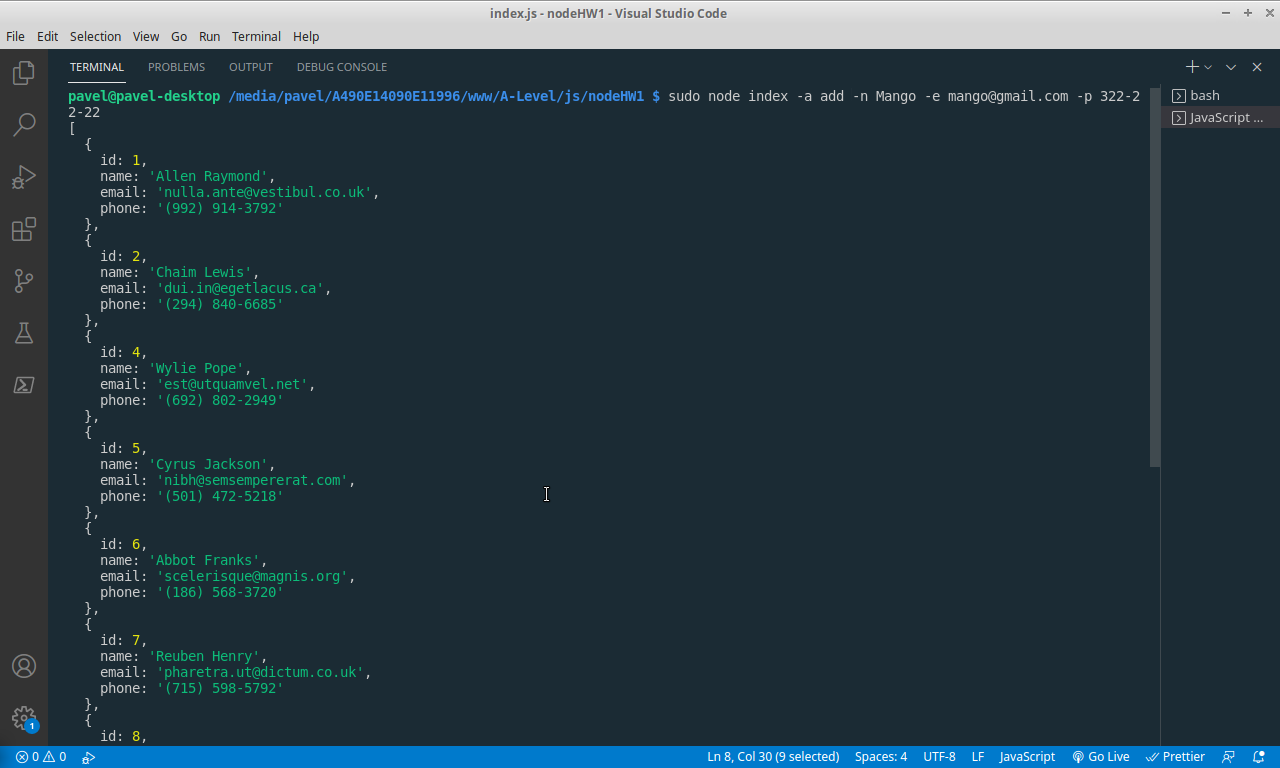 index.js - nodeHW1 - Visual Studio Code
File Edit Selection View Go Run Terminal Help
TERMINAL PROBLEMS OUTPUT DEBUG CONSOLE
pavel@pavel-desktop /media/pavel/A490E14090E11996/www/A-Level/js/nodeHW1 $ sudo node index -a add -n Mango -e mango@gmail.com -p 322-2
2-22
[
{
id: 1,
name: 'Allen Raymond',
email: 'nulla.ante@vestibul.co.uk',
phone: '(992) 914-3792'
},
{
id: 2,
name: 'Chaim Lewis',
email: 'dui.in@egetlacus.ca',
phone: '(294) 840-6685'
},
{
id: 4,
name: 'Wylie Pope',
email: 'est@utquamvel.net',
phone: '(692) 802-2949'
},
{
id: 5,
name: 'Cyrus Jackson',
email: 'nibh@semsempererat.com',
phone: '(501) 472-5218'
},
{
id: 6,
name: 'Abbot Franks',
email: 'scelerisque@magnis.org',
phone: '(186) 568-3720'
},
{
id: 7,
name: 'Reuben Henry',
email: 'pharetra.ut@dictum.co.uk',
phone: '(715) 598-5792'
},
{
id: 8,
bash
JavaScript ...
1
0 0 Ln 8, Col 30 (9 selected) Spaces: 4 UTF-8 LF JavaScript Go Live Prettier